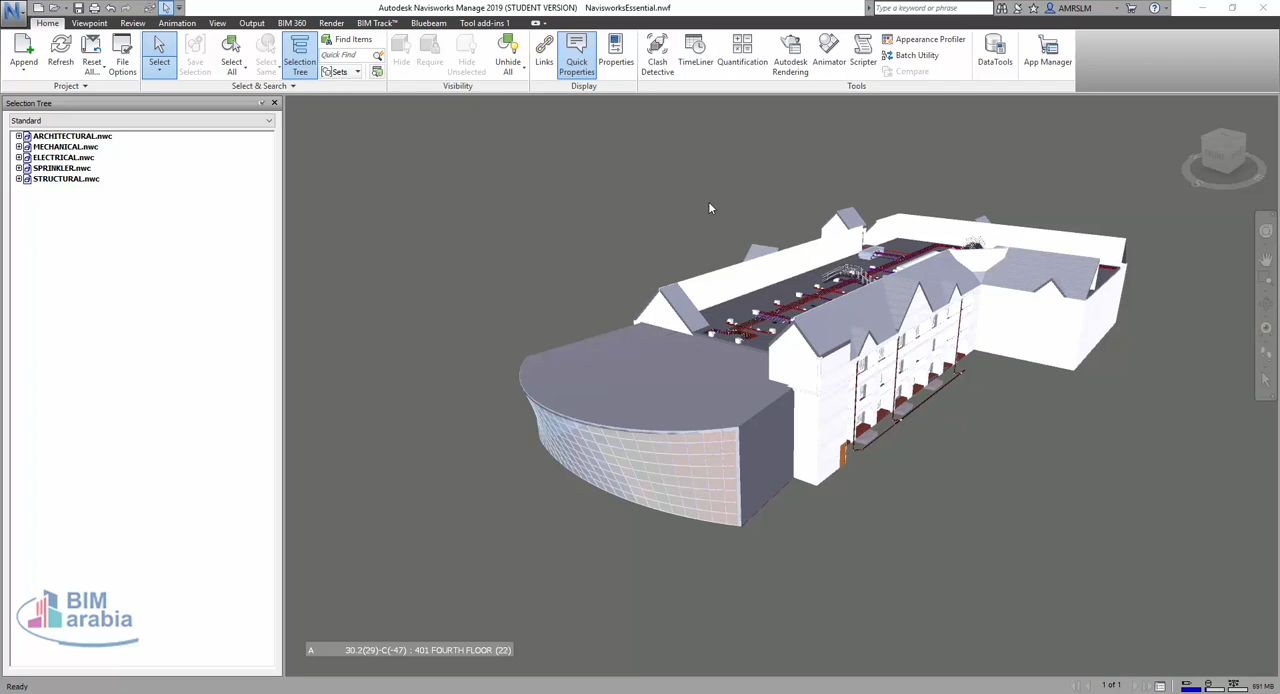 Autodesk Navisworks Manage 2019 (STUDENT VERSION) NavisworksEssential.nwf
Type a keyword or phrase
AMRSLM
Home Viewpoint Review Animation View Output BIM 360 Render BIM Track™ Bluebeam Tool add-ins 1
Append
Refresh
Reset All...
File Options
Project
Select
Save Selection
Select All
Select Same
Selection Tree
Find Items
Quick Find
Sets
Select & Search
Hide
Require
Hide Unselected
Unhide All
Visibility
Links
Quick Properties
Properties
Display
Clash Detective
TimeLiner
Quantification
Autodesk Rendering
Animator
Scripter
Appearance Profiler
Batch Utility
Compare
Tools
DataTools
App Manager
Selection Tree
Standard
ARCHITECTURAL.nwc
MECHANICAL.nwc
ELECTRICAL.nwc
SPRINKLER.nwc
STRUCTURAL.nwc
BIM
arabia
A 30.2(29)-C(-47) : 401 FOURTH FLOOR (22)
Ready
1 of 1
691 MB